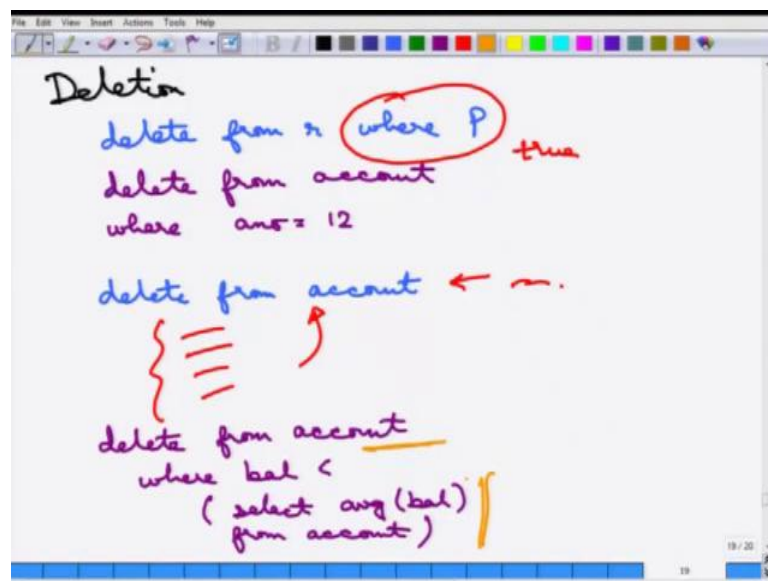 File Edit View Insert Actions Tools Help
Deletion
delete from r where P
true
delete from account
where ano = 12
delete from account
delete from account
where bal <
( select avg (bal)
from account )
19 / 20
19